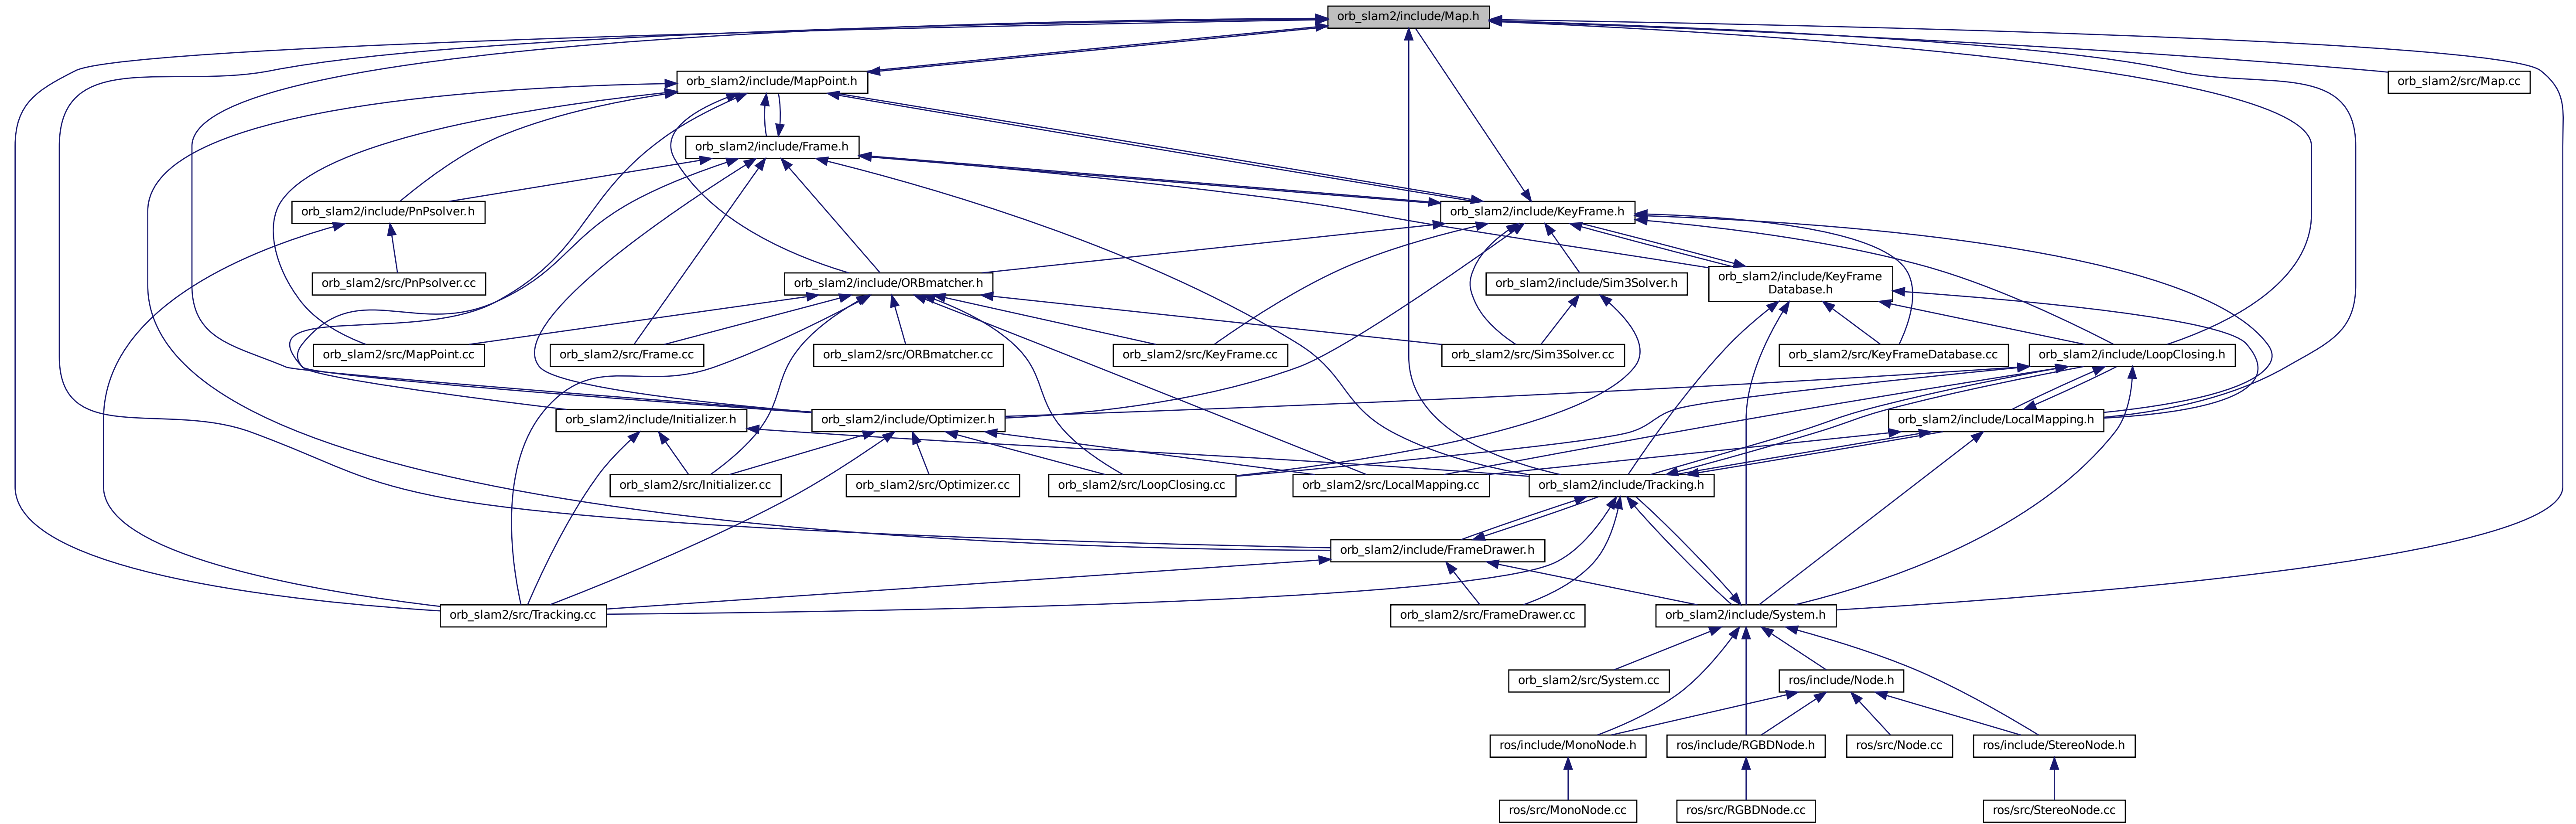 orb_slam2/include/Map.h
orb_slam2/include/MapPoint.h
orb_slam2/src/Map.cc
orb_slam2/include/Frame.h
orb_slam2/include/PnPsolver.h
orb_slam2/include/KeyFrame.h
orb_slam2/src/PnPsolver.cc
orb_slam2/include/ORBmatcher.h
orb_slam2/include/Sim3Solver.h
orb_slam2/include/KeyFrame
Database.h
orb_slam2/src/MapPoint.cc
orb_slam2/src/Frame.cc
orb_slam2/src/ORBmatcher.cc
orb_slam2/src/KeyFrame.cc
orb_slam2/src/Sim3Solver.cc
orb_slam2/src/KeyFrameDatabase.cc
orb_slam2/include/LoopClosing.h
orb_slam2/include/Initializer.h
orb_slam2/include/Optimizer.h
orb_slam2/include/LocalMapping.h
orb_slam2/src/Initializer.cc
orb_slam2/src/Optimizer.cc
orb_slam2/src/LoopClosing.cc
orb_slam2/src/LocalMapping.cc
orb_slam2/include/Tracking.h
orb_slam2/include/FrameDrawer.h
orb_slam2/src/Tracking.cc
orb_slam2/src/FrameDrawer.cc
orb_slam2/include/System.h
orb_slam2/src/System.cc
ros/include/Node.h
ros/include/MonoNode.h
ros/include/RGBDNode.h
ros/src/Node.cc
ros/include/StereoNode.h
ros/src/MonoNode.cc
ros/src/RGBDNode.cc
ros/src/StereoNode.cc